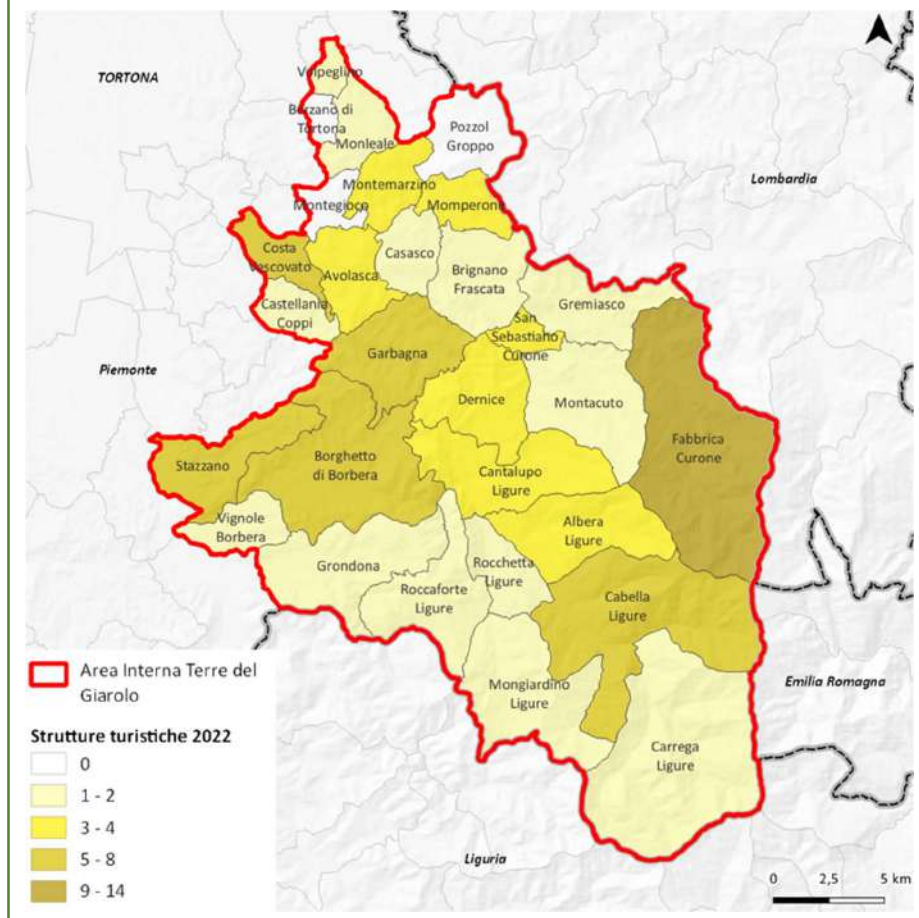 TORTONA
Volpeglino
Berzano di
Tortona
Monleale
Pozzol
Groppo
Lombardia
Montemarzino
Montegioco
Momperone
Costa
Vescovato
Casasco
Avolasca
Brignano
Frascata
Castellania
Coppi
Gremiasco
San
Sebastiano
Curone
Garbagna
Piemonte
Dernice
Montacuto
Fabbrica
Curone
Stazzano
Borghetto
di Borbera
Cantalupo
Ligure
Vignole
Borbera
Albera
Ligure
Grondona
Rocchetta
Ligure
Roccaforte
Ligure
Cabella
Ligure
Area Interna Terre del
Giarolo
Mongiardino
Ligure
Emilia Romagna
Strutture turistiche 2022
0
1 - 2
3 - 4
5 - 8
9 - 14
Carrega
Ligure
Liguria
0 2,5 5 km